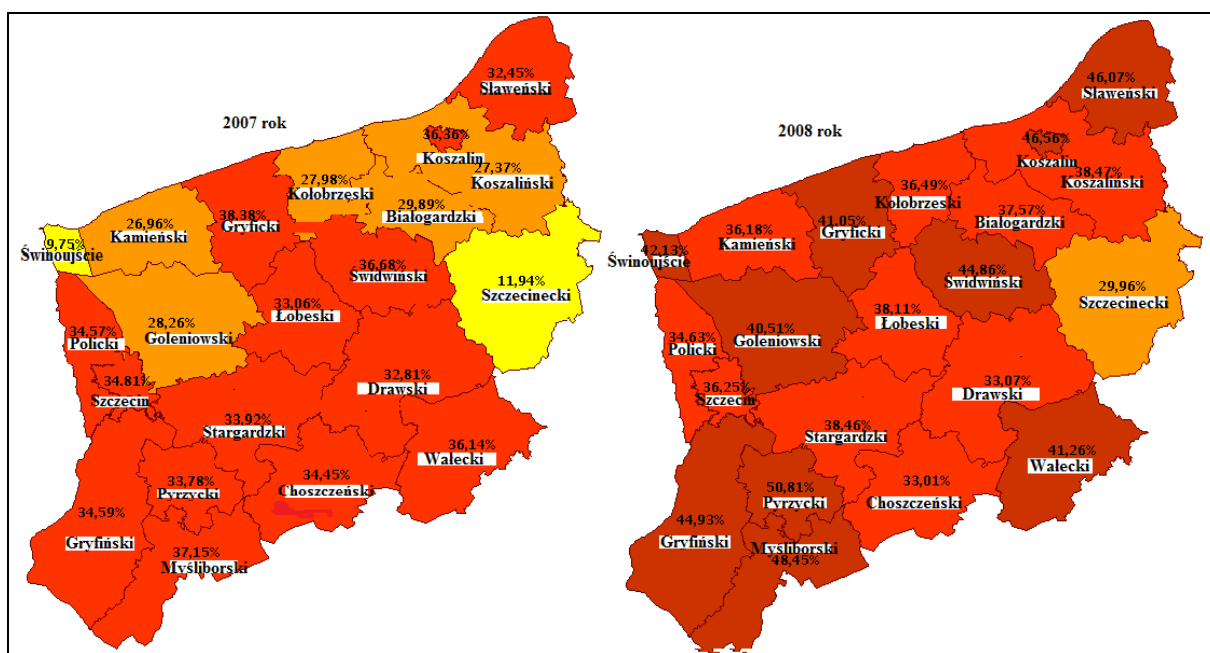 2007 rok
32,45%
Sławeński
36,36%
Koszalin
27,37%
Koszaliński
27,98%
Kołobrzęski
29,89%
Białogardzki
26,96%
Kamieński
38,38%
Gryficki
9,75%
Świnoujście
36,68%
Świdwiński
11,94%
Szczecinecki
33,06%
Łobeski
28,26%
Goleniowski
34,57%
Policki
34.81%
Szczecin
32,81%
Drawski
33,92%
Stargardzki
36,14%
Wałecki
34,45%
Choszczeński
33,78%
Pyrzycki
34,59%
Gryfiński
37,15%
Myśliborski
2008 rok
46,07%
Sławeński
46,56%
Koszalin
38,47%
Koszaliński
36,49%
Kołobrzeski
37,57%
Białogardzki
36,18%
Kamieński
41,05%
Gryficki
42,13%
Świnoujście
44,86%
Świdwiński
29,96%
Szczecinecki
38,11%
Łobeski
40,51%
Goleniowski
34,63%
Policki
36,25%
Szczecin
33,07%
Drawski
38,46%
Stargardzki
41,26%
Wałecki
33,01%
Choszczeński
50,81%
Pyrzycki
44,93%
Gryfiński
Myśliborski
48,45%